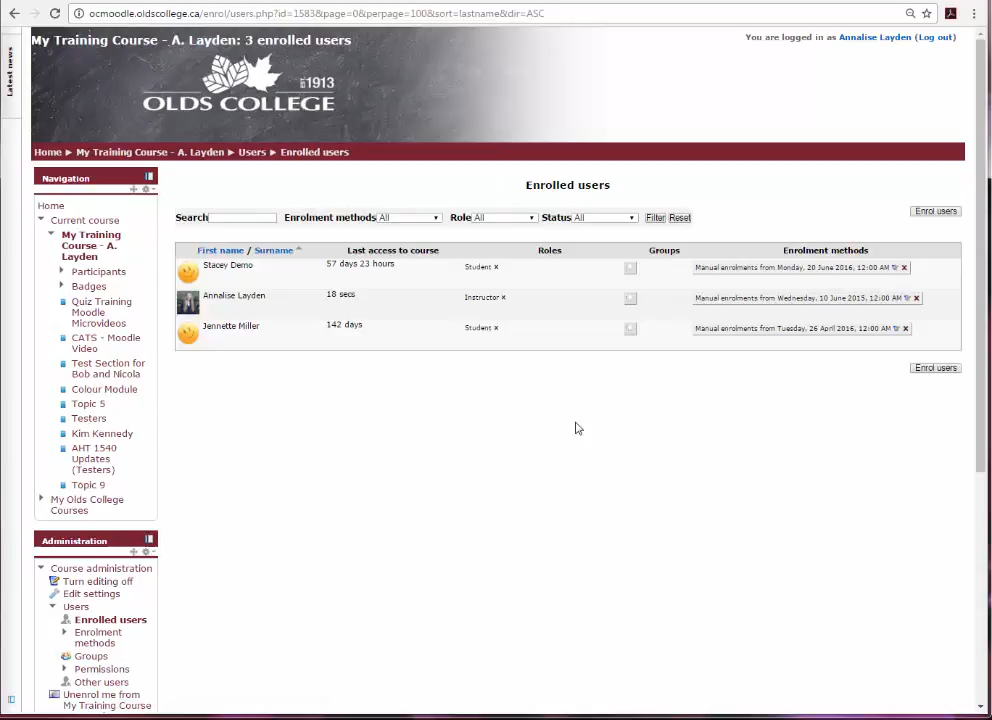 ocmoodle.oldscollege.ca/enrol/users.php?id=1583&page=0&perpage=100&sort=lastname&dir=ASC
Latest news
My Training Course - A. Layden: 3 enrolled users
You are logged in as Annalise Layden (Log out)
EST 1913
OLDS COLLEGE
Home ► My Training Course - A. Layden ► Users ► Enrolled users
Navigation
Home
Current course
My Training
Course - A.
Layden
Participants
Badges
Quiz Training
Moodle
Microvideos
CATS - Moodle
Video
Test Section for
Bob and Nicola
Colour Module
Topic 5
Testers
Kim Kennedy
AHT 1540
Updates
(Testers)
Topic 9
My Olds College
Courses
Administration
Course administration
Turn editing off
Edit settings
Users
Enrolled users
Enrolment
methods
Groups
Permissions
Other users
Unenrol me from
My Training Course
Enrolled users
Enrol users
Search Enrolment methods All Role All Status All Filter Reset
First name / Surname Last access to course Roles Groups Enrolment methods
Stacey Demo 57 days 23 hours Student x Manual enrolments from Monday, 20 June 2016, 12:00 AM
Annalise Layden 18 secs Instructor x Manual enrolments from Wednesday, 10 June 2015, 12:00 AM
Jennette Miller 142 days Student x Manual enrolments from Tuesday, 26 April 2016, 12:00 AM
Enrol users